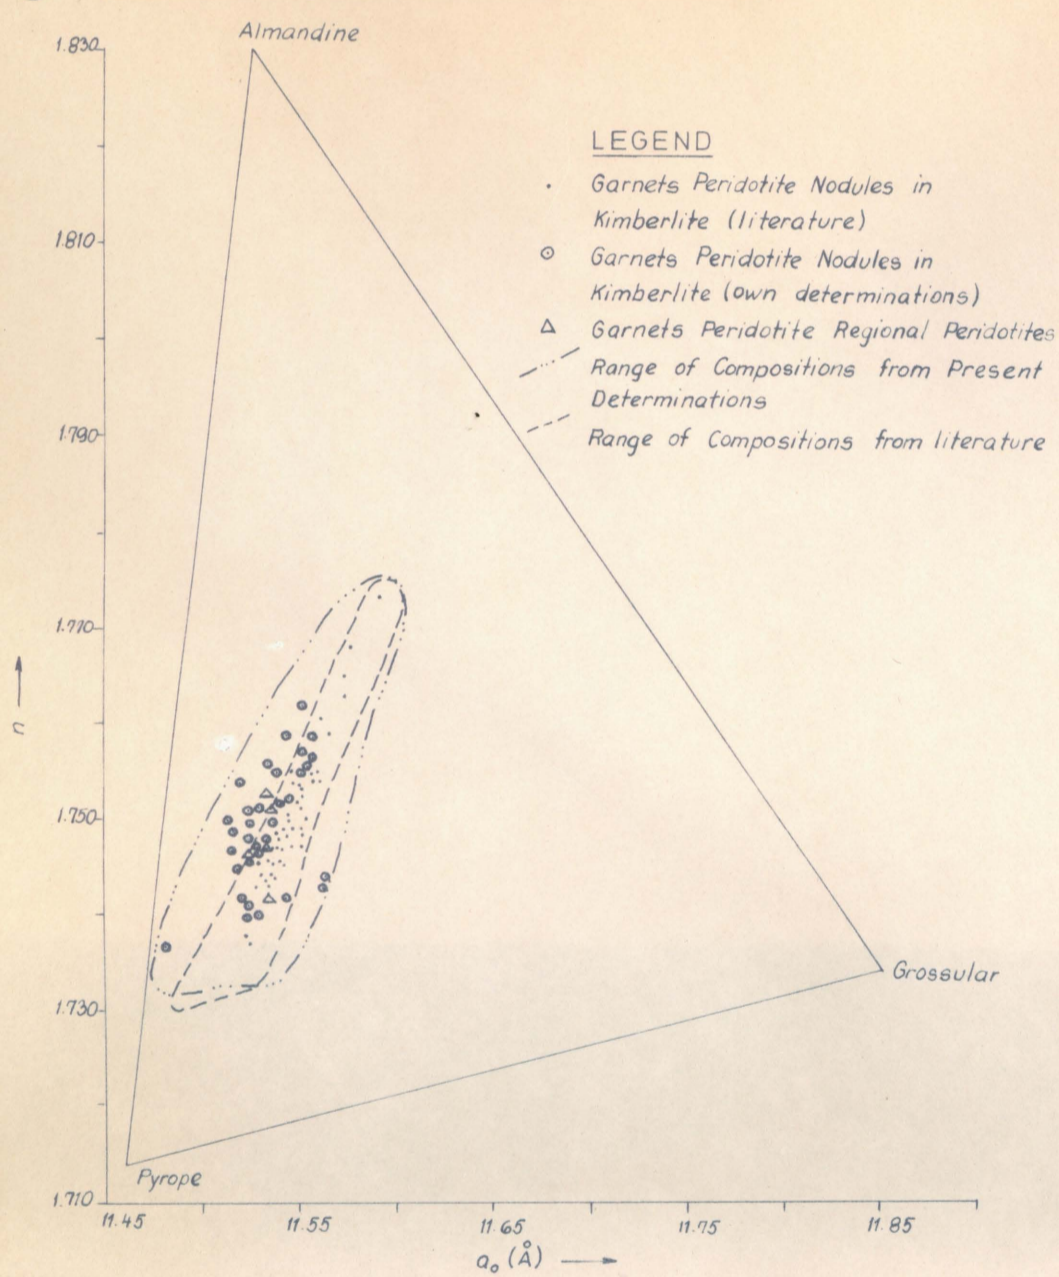 Almandine
1.830
LEGEND
Garnets Peridotite Nodules in
Kimberlite (literature)
1.810
Garnets Peridotite Nodules in
Kimberlite (own determinations)
Garnets Peridotite Regional Peridotites
Range of Compositions from Present
Determinations
1.790
Range of Compositions from literature
1.770
n
1.750
Grossular
1.730
Pyrope
1.710
11.45
11.55
11.65
11.75
11.85
a₀ (Å)